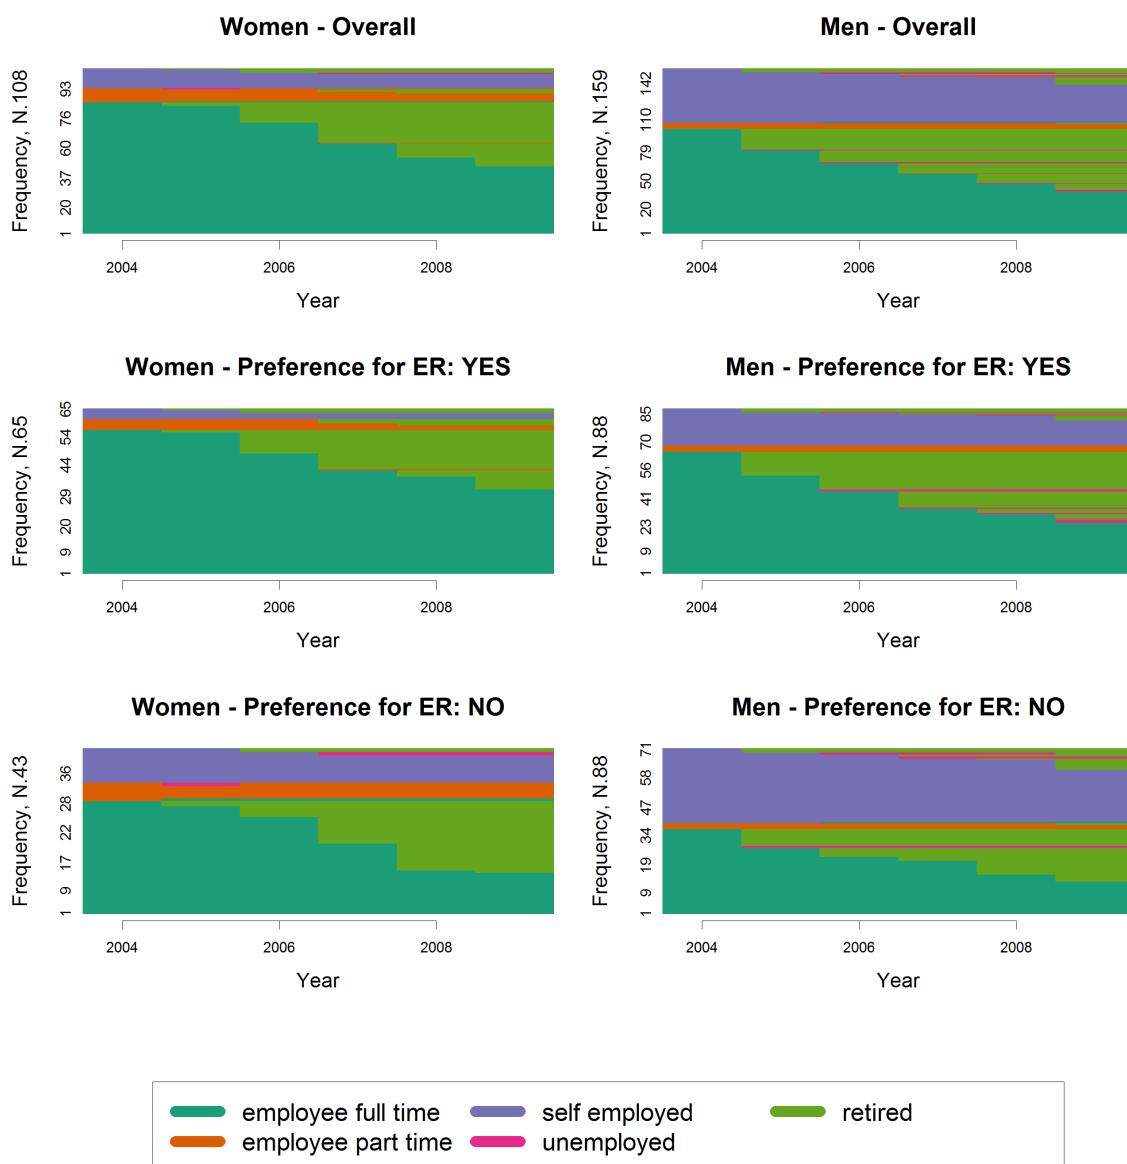 Women - Overall
Men - Overall
Frequency, N.108
1 20 37 60 76 93
2004 2006 2008
Year
Frequency, N.159
1 20 50 79 110 142
2004 2006 2008
Year
Women - Preference for ER: YES
Men - Preference for ER: YES
Frequency, N.65
1 9 20 29 44 54 65
2004 2006 2008
Year
Frequency, N.88
1 9 23 41 56 70 85
2004 2006 2008
Year
Women - Preference for ER: NO
Men - Preference for ER: NO
Frequency, N.43
1 9 17 22 28 36
2004 2006 2008
Year
Frequency, N.88
1 9 19 34 47 58 71
2004 2006 2008
Year
employee full time
self employed
retired
employee part time
unemployed